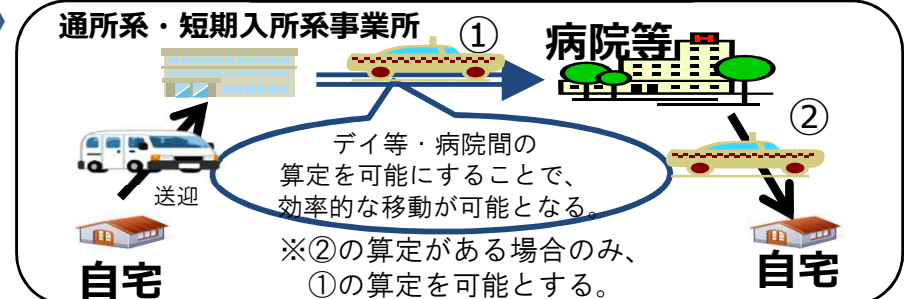 通所系・短期入所系事業所
①
病院等
②
デイ等・病院間の
算定を可能にすることで、
効率的な移動が可能となる。
送迎
※②の算定がある場合のみ、
①の算定を可能とする。
自宅
自宅